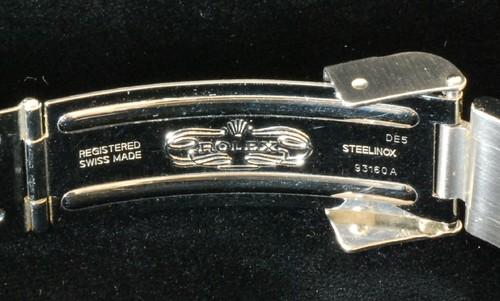 REGISTERED
SWISS MADE
ROLEX
DE5
STEELINOX
93160A